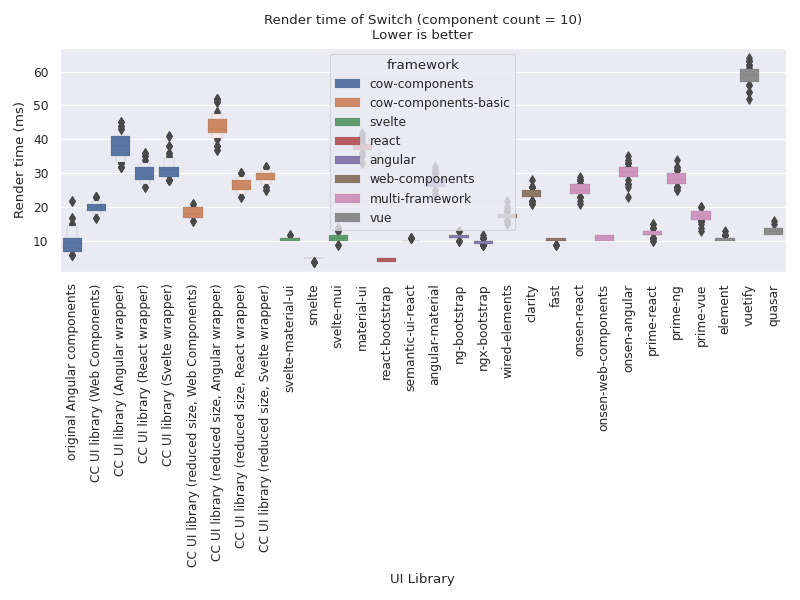 Render time of Switch (component count = 10)
Lower is better
Render time (ms)
60
50
40
30
20
10
framework
cow-components
cow-components-basic
svelte
react
angular
web-components
multi-framework
vue
original Angular components
CC UI library (Web Components)
CC UI library (Angular wrapper)
CC UI library (React wrapper)
CC UI library (Svelte wrapper)
CC UI library (reduced size, Web Components)
CC UI library (reduced size, Angular wrapper)
CC UI library (reduced size, React wrapper)
CC UI library (reduced size, Svelte wrapper)
svelte-material-ui
smelte
svelte-mui
material-ui
react-bootstrap
semantic-ui-react
angular-material
ng-bootstrap
ngx-bootstrap
wired-elements
clarity
fast
onsen-react
onsen-web-components
onsen-angular
prime-react
prime-ng
prime-vue
element
vuetify
quasar
UI Library